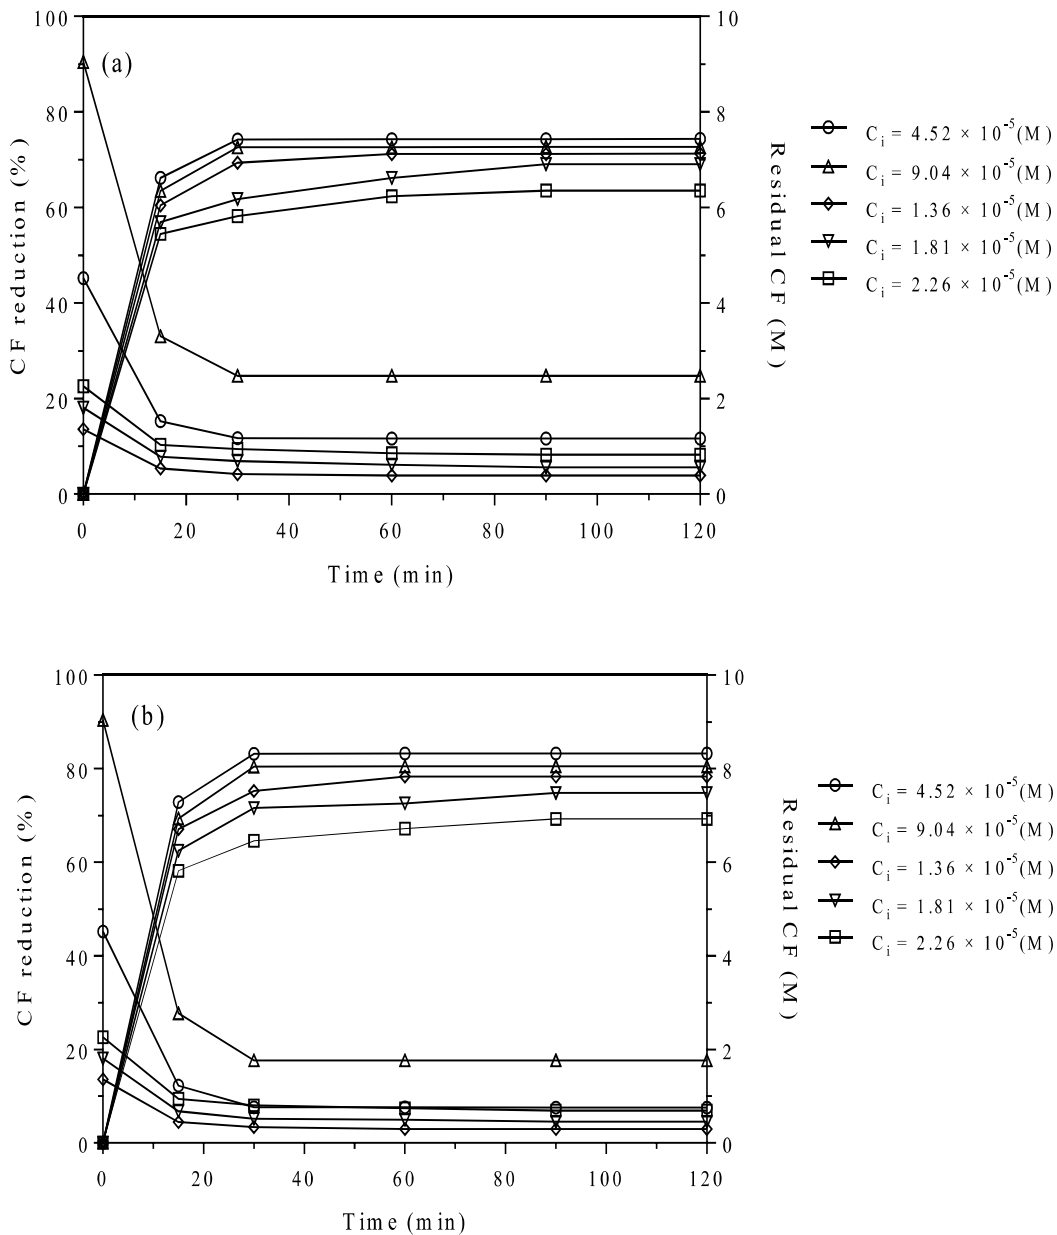 (a)
CF reduction (%)
100
80
60
40
20
0
10
8
6
4
2
0
Residual CF (M)
0 20 40 60 80 100 120
Time (min)
Cᵢ = 4.52 × 10⁻⁵(M)
Cᵢ = 9.04 × 10⁻⁵(M)
Cᵢ = 1.36 × 10⁻⁵(M)
Cᵢ = 1.81 × 10⁻⁵(M)
Cᵢ = 2.26 × 10⁻⁵(M)
(b)
CF reduction (%)
100
80
60
40
20
0
10
8
6
4
2
0
Residual CF (M)
0 20 40 60 80 100 120
Time (min)
Cᵢ = 4.52 × 10⁻⁵(M)
Cᵢ = 9.04 × 10⁻⁵(M)
Cᵢ = 1.36 × 10⁻⁵(M)
Cᵢ = 1.81 × 10⁻⁵(M)
Cᵢ = 2.26 × 10⁻⁵(M)